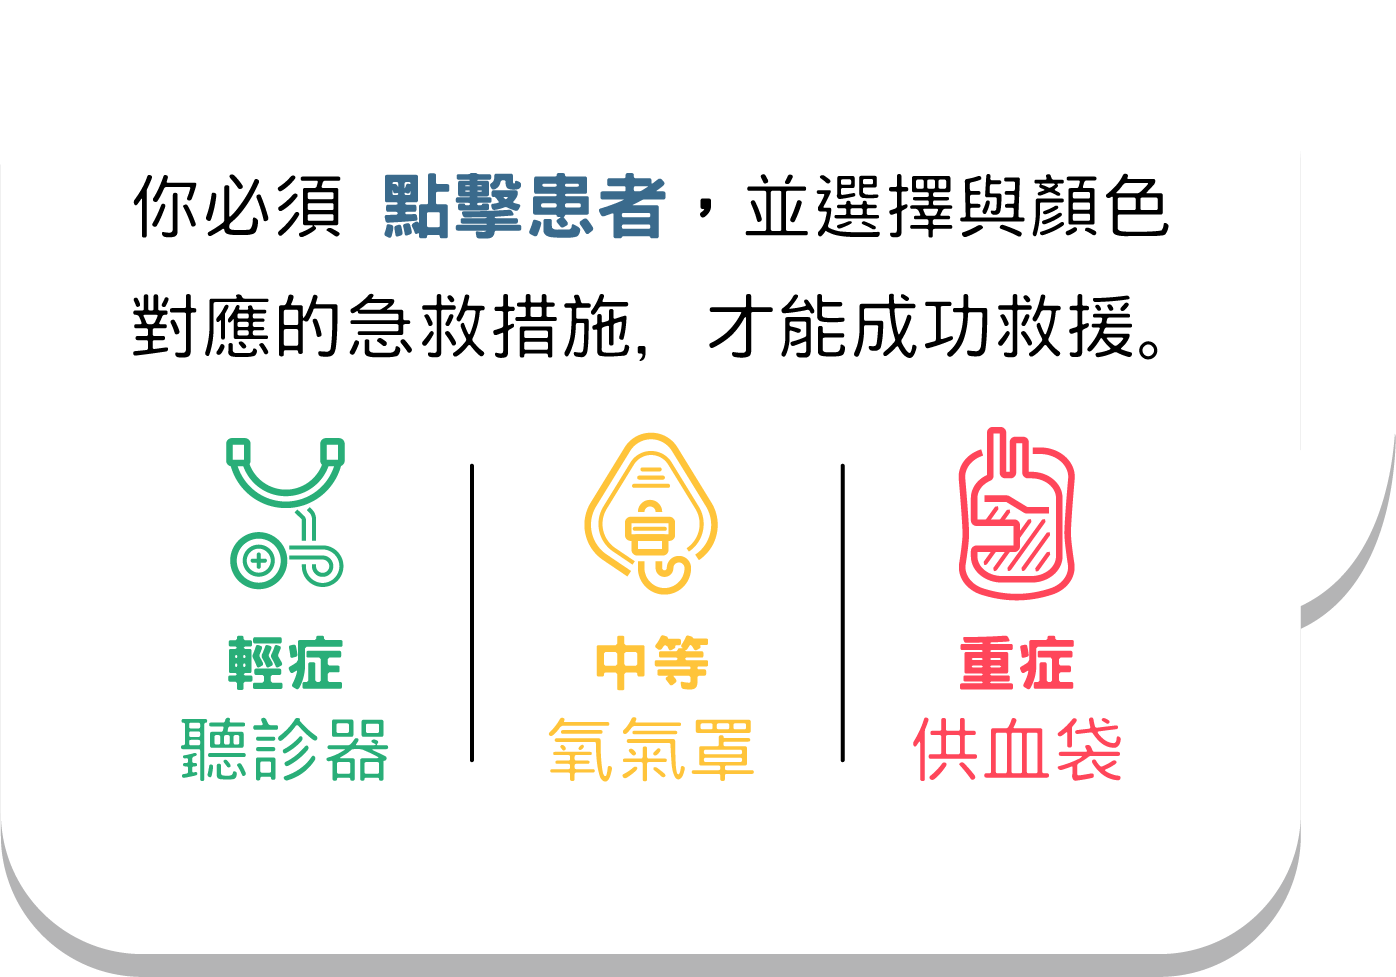 你必須 點擊患者，並選擇與顏色
對應的急救措施，才能成功救援。
輕症
聽診器
中等
氧氣罩
重症
供血袋